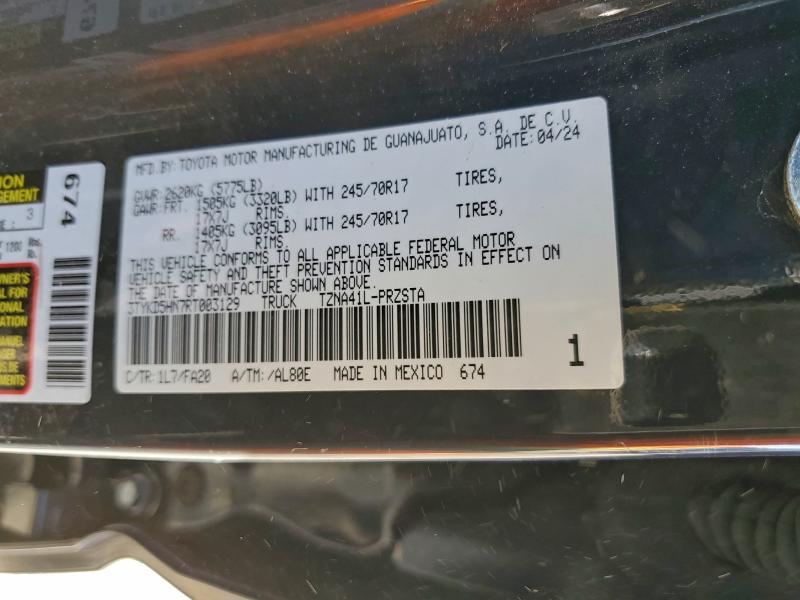 MFD.BY:TOYOTA MOTOR MANUFACTURING DE GUANAJUATO, S.A. DE C.V.
DATE:04/24
GVWR:2620KG (5775LB)
GAWR:FRT. 1505KG (3320LB) WITH 245/70R17 TIRES,
17X7J RIMS.
RR. 1405KG (3095LB) WITH 245/70R17 TIRES,
17X7J RIMS.
THIS VEHICLE CONFORMS TO ALL APPLICABLE FEDERAL MOTOR
VEHICLE SAFETY AND THEFT PREVENTION STANDARDS IN EFFECT ON
THE DATE OF MANUFACTURE SHOWN ABOVE.
3TYKD5HN7RT003129 TRUCK TZNA41L-PRZSTA
1
C/TR:1L7/FA20 A/TM:/AL80E MADE IN MEXICO 674
674
3
1200 lbs.